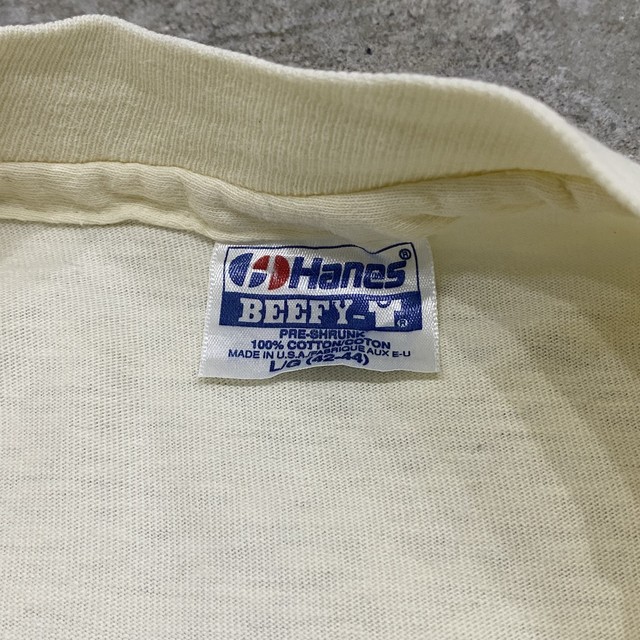 Hanes®
BEEFY-T®
PRE-SHRUNK
100% COTTON/COTON
MADE IN U.S.A./FABRIQUE AUX E-U
L/G (42-44)